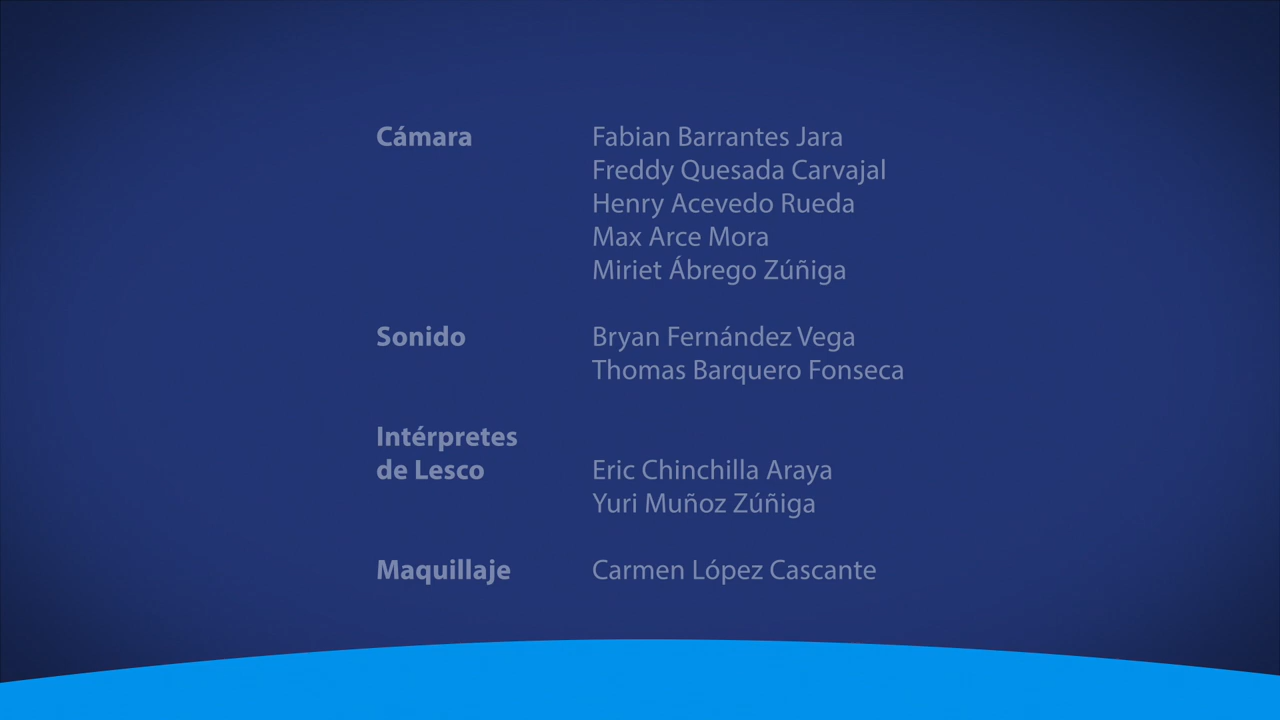 Cámara Fabian Barrantes Jara
Freddy Quesada Carvajal
Henry Acevedo Rueda
Max Arce Mora
Miriet Ábrego Zúñiga
Sonido Bryan Fernández Vega
Thomas Barquero Fonseca
Intérpretes
de Lesco Eric Chinchilla Araya
Yuri Muñoz Zúñiga
Maquillaje Carmen López Cascante